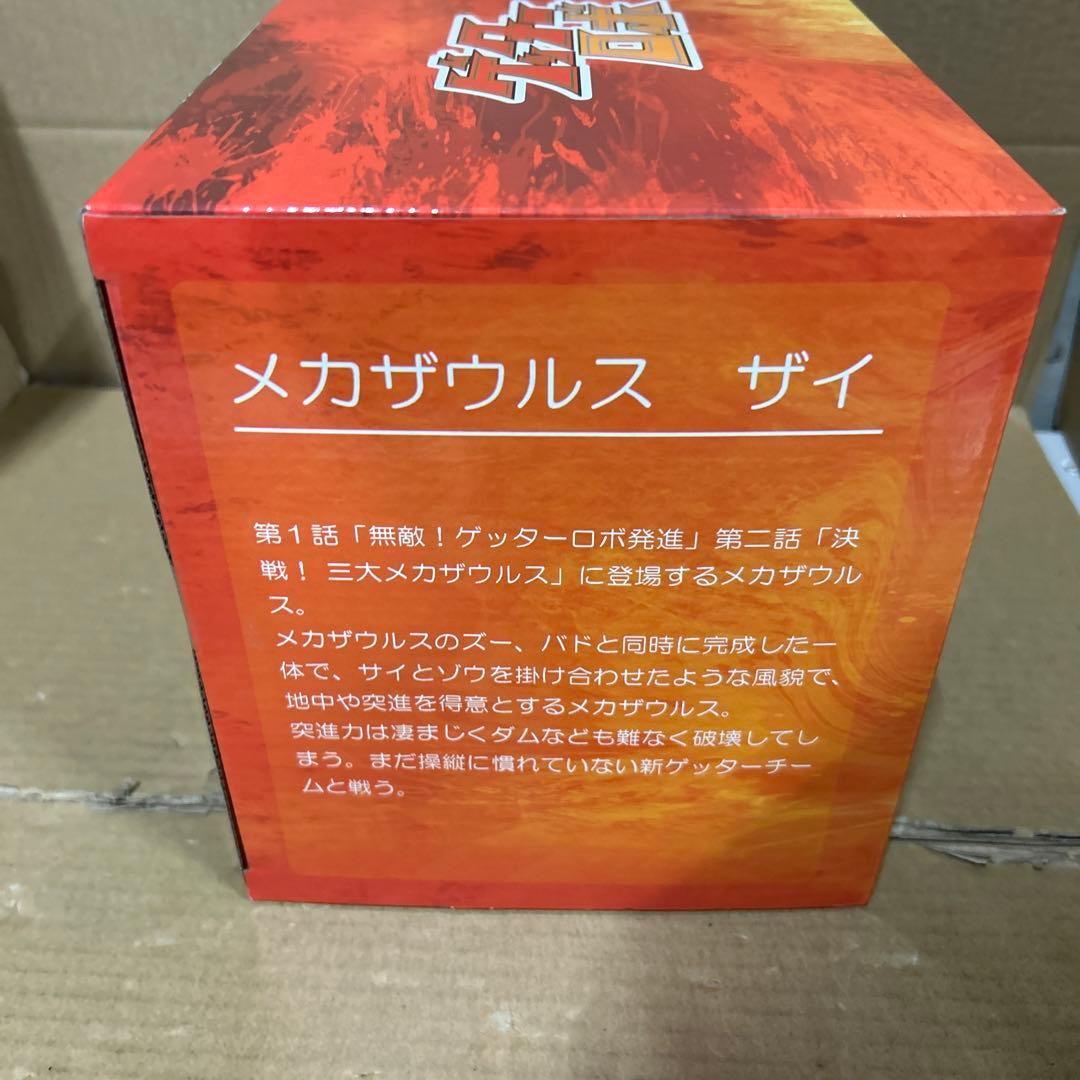 メカザウルス ザイ
第1話「無敵！ゲッターロボ発進」第二話「決
戦！ 三大メカザウルス」に登場するメカザウル
ス。
メカザウルスのズー、バドと同時に完成した一
体で、サイとゾウを掛け合わせたような風貌で、
地中や突進を得意とするメカザウルス。
突進力は凄まじくダムなども難なく破壊してし
まう。まだ操縦に慣れていない新ゲッターチー
ムと戦う。